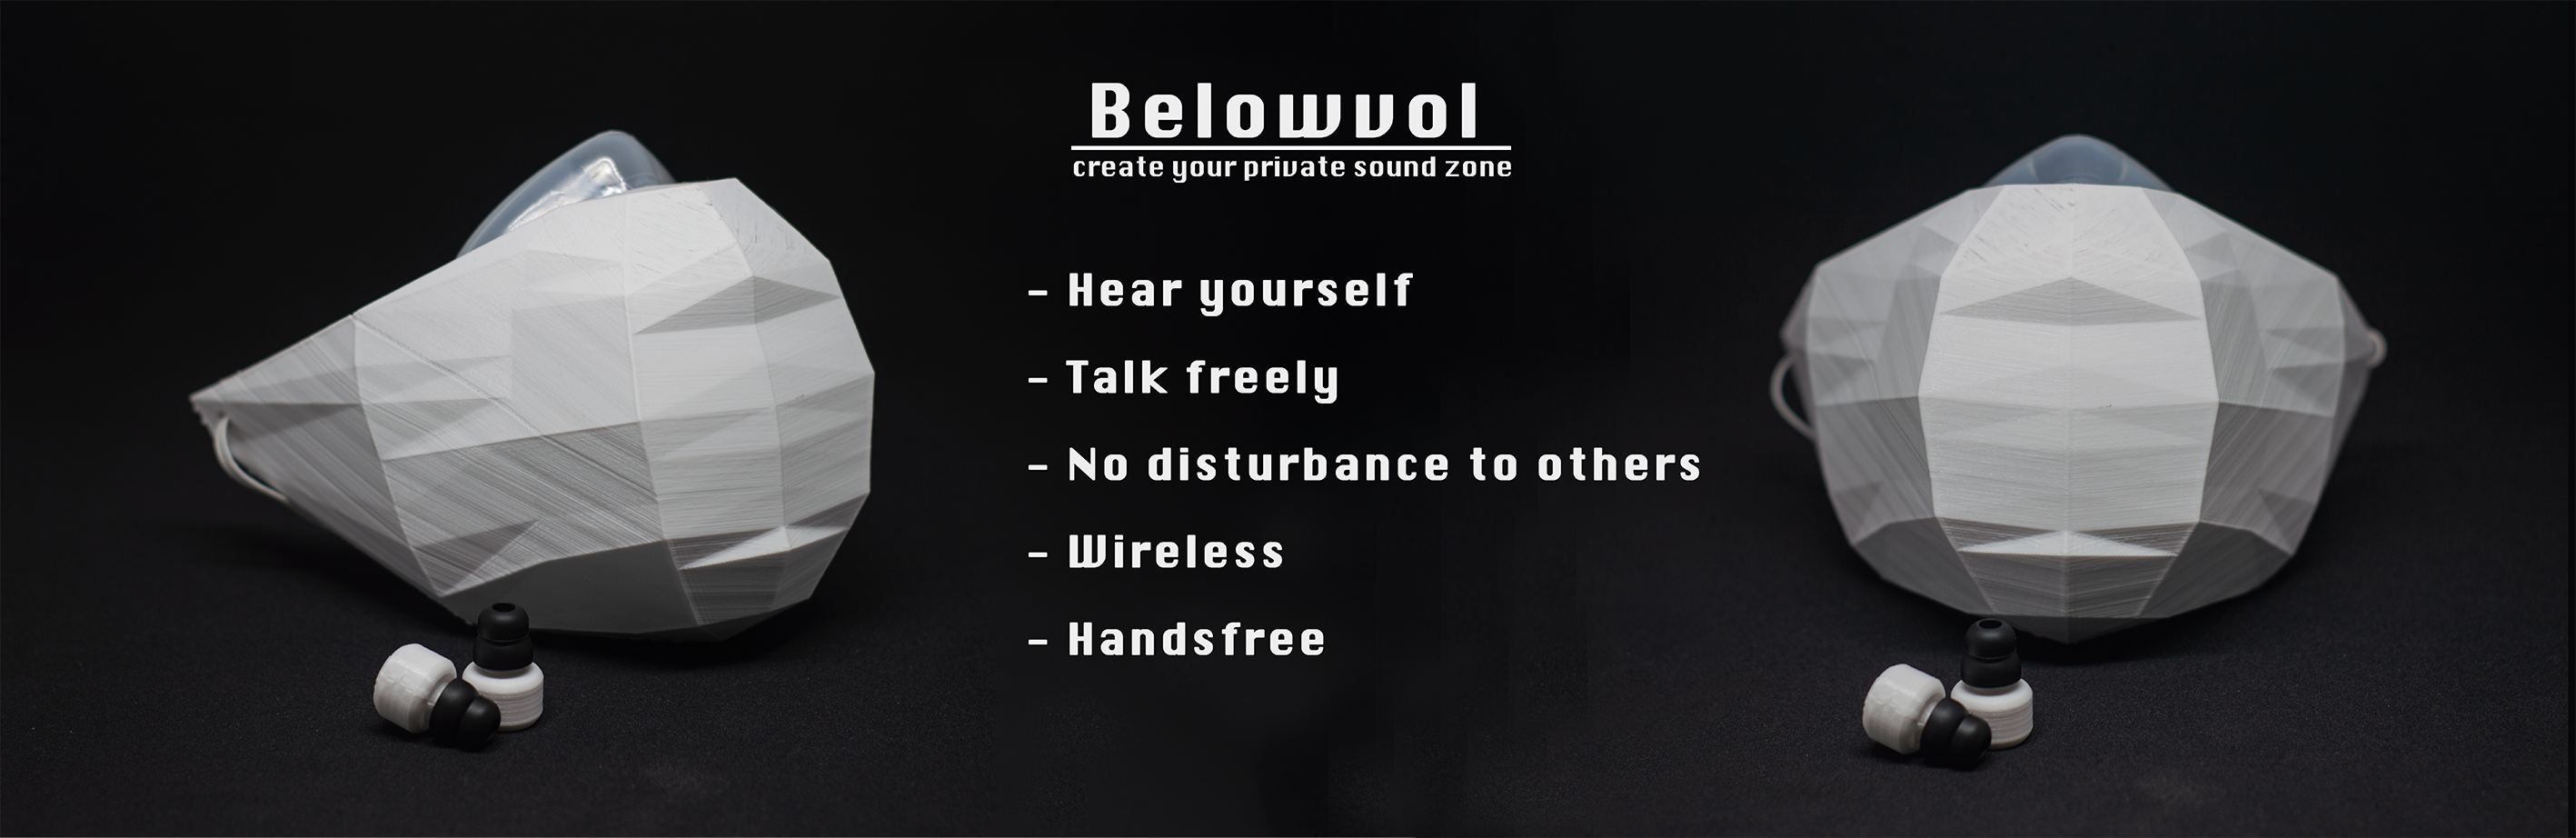 Belowvol
create your private sound zone
- Hear yourself
- Talk freely
- No disturbance to others
- Wireless
- Handsfree